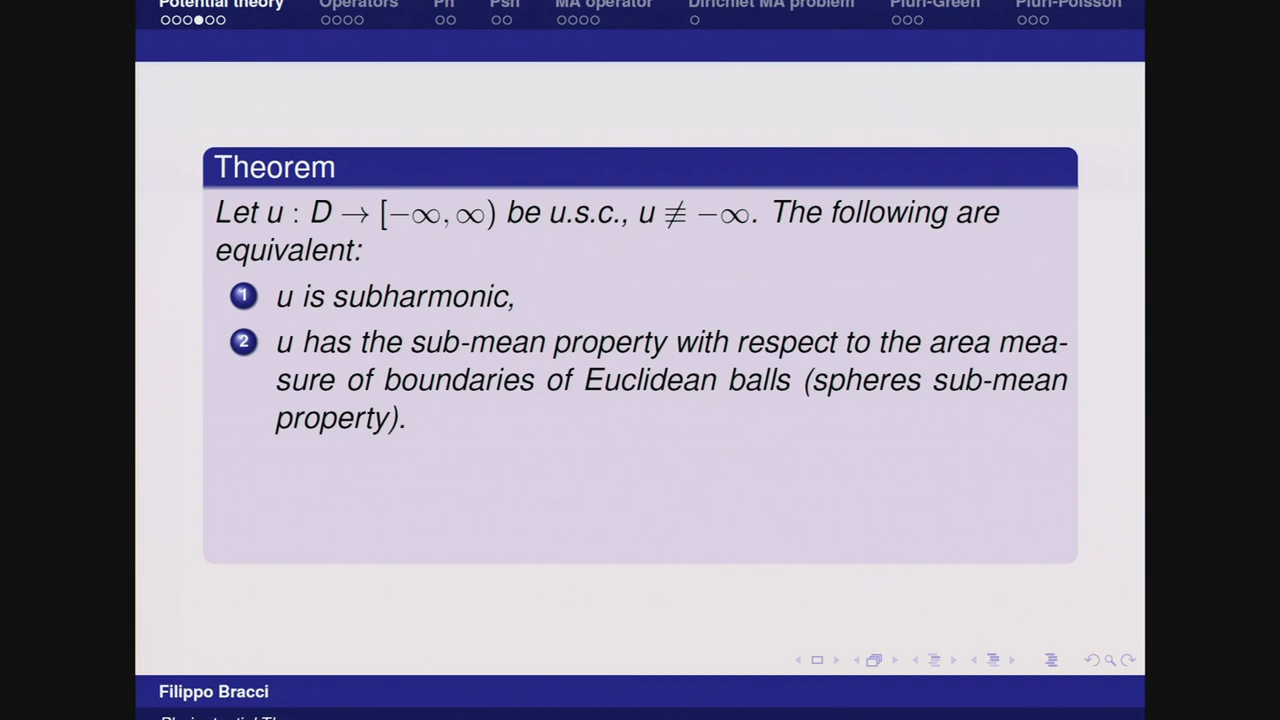 Potential theory Operators Ph Psh MA operator Dirichlet MA problem Pluri-Green Pluri-Poisson
Theorem
Let u : D → [−∞, ∞) be u.s.c., u ≢ −∞. The following are
equivalent:
1 u is subharmonic,
2 u has the sub-mean property with respect to the area mea-
sure of boundaries of Euclidean balls (spheres sub-mean
property).
Filippo Bracci